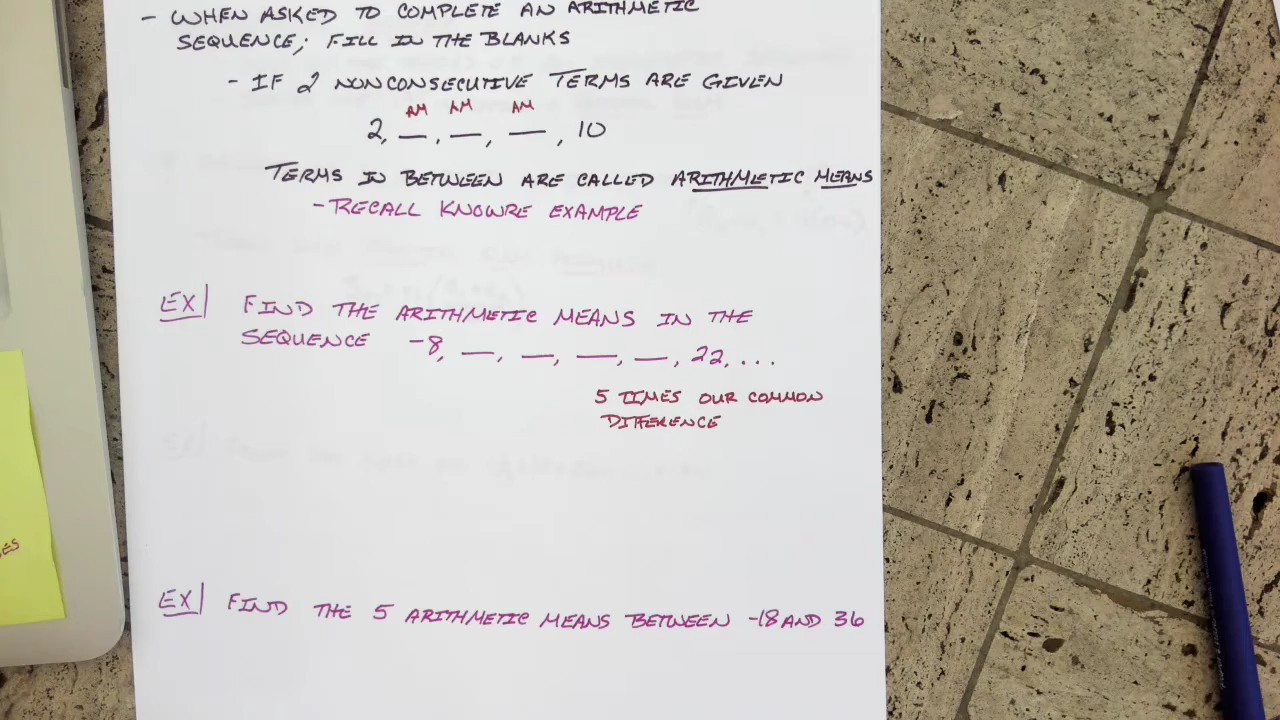 - WHEN ASKED TO COMPLETE AN ARITHMETIC
SEQUENCE; FILL IN THE BLANKS
- IF 2 NONCONSECUTIVE TERMS ARE GIVEN
AM AM AM
2, __, __, __, 10
TERMS IN BETWEEN ARE CALLED ARITHMETIC MEANS
- RECALL KNOWRE EXAMPLE
EX| FIND THE ARITHMETIC MEANS IN THE
SEQUENCE -8, __, __, __, __, 22, ...
5 TIMES OUR COMMON
DIFFERENCE
EX| FIND THE 5 ARITHMETIC MEANS BETWEEN -18 AND 36